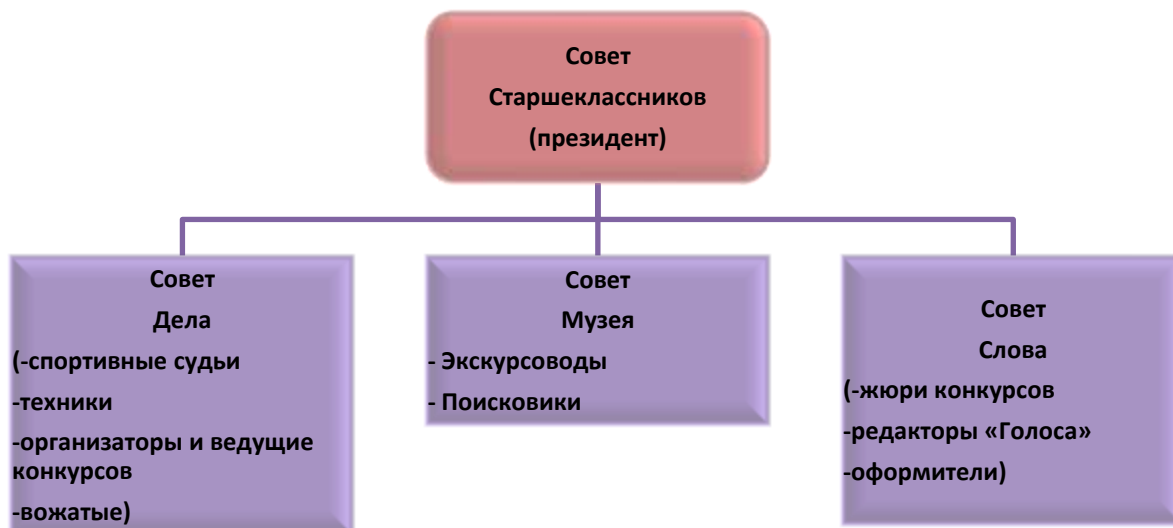 Совет
Старшеклассников
(президент)
Совет
Дела
(-спортивные судьи
-техники
-организаторы и ведущие
конкурсов
-вожатые)
Совет
Музея
- Экскурсоводы
- Поисковики
Совет
Слова
(-жюри конкурсов
-редакторы «Голоса»
-оформители)